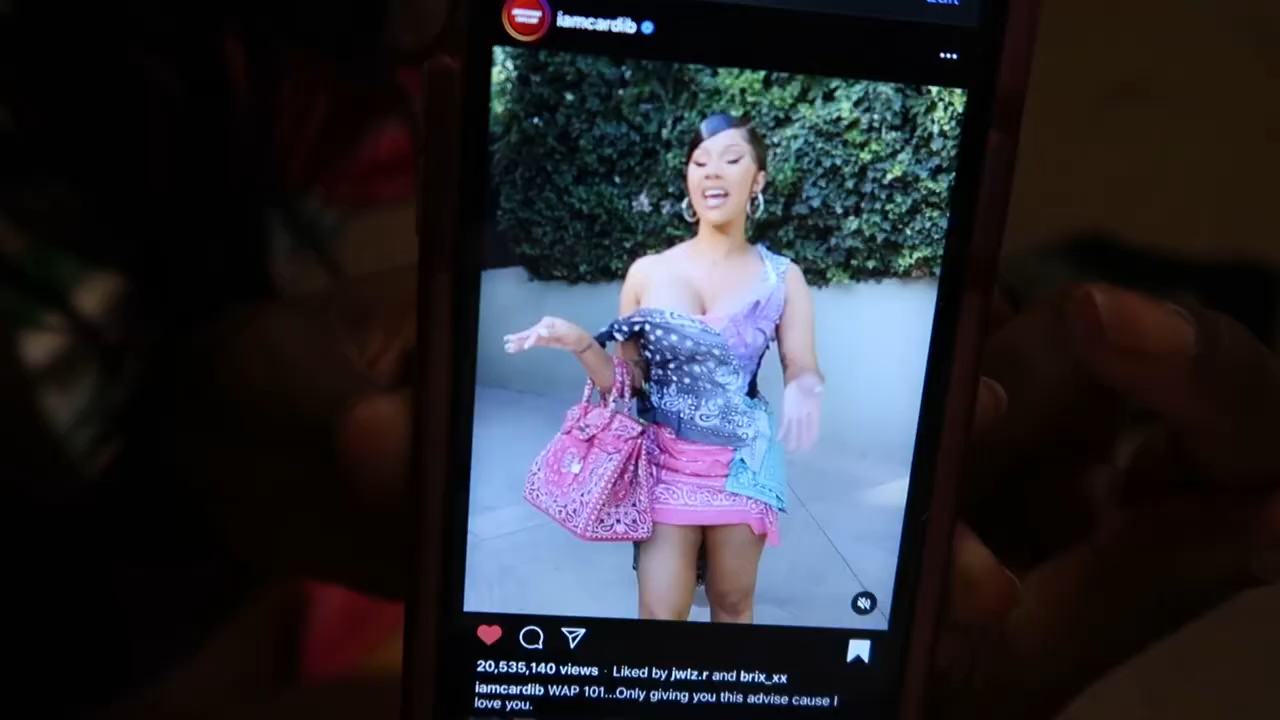 Edit
iamcardib
20,535,140 views · Liked by jwlz.r and brix_xx
iamcardib WAP 101...Only giving you this advise cause I
love you.